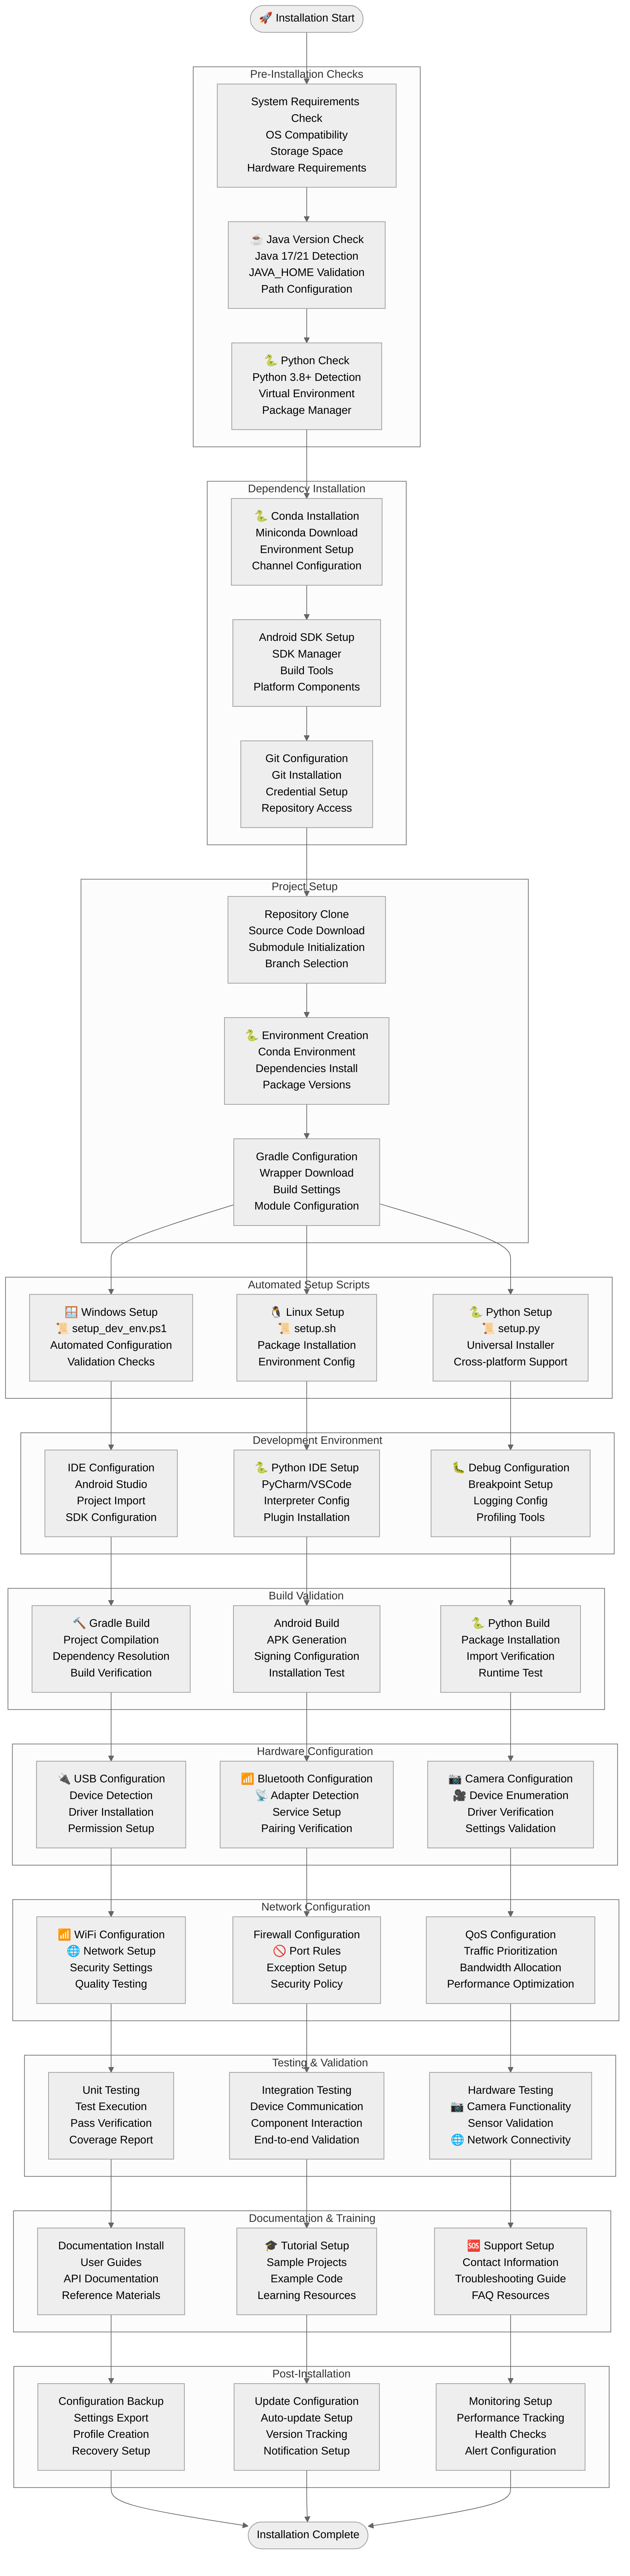 🚀 Installation Start
Pre-Installation Checks
System Requirements
Check
OS Compatibility
Storage Space
Hardware Requirements
☕ Java Version Check
Java 17/21 Detection
JAVA_HOME Validation
Path Configuration
🐍 Python Check
Python 3.8+ Detection
Virtual Environment
Package Manager
Dependency Installation
🐍 Conda Installation
Miniconda Download
Environment Setup
Channel Configuration
Android SDK Setup
SDK Manager
Build Tools
Platform Components
Git Configuration
Git Installation
Credential Setup
Repository Access
Project Setup
Repository Clone
Source Code Download
Submodule Initialization
Branch Selection
🐍 Environment Creation
Conda Environment
Dependencies Install
Package Versions
Gradle Configuration
Wrapper Download
Build Settings
Module Configuration
Automated Setup Scripts
🪟 Windows Setup
📜 setup_dev_env.ps1
Automated Configuration
Validation Checks
🐧 Linux Setup
📜 setup.sh
Package Installation
Environment Config
🐍 Python Setup
📜 setup.py
Universal Installer
Cross-platform Support
Development Environment
IDE Configuration
Android Studio
Project Import
SDK Configuration
🐍 Python IDE Setup
PyCharm/VSCode
Interpreter Config
Plugin Installation
🐛 Debug Configuration
Breakpoint Setup
Logging Config
Profiling Tools
Build Validation
🔨 Gradle Build
Project Compilation
Dependency Resolution
Build Verification
Android Build
APK Generation
Signing Configuration
Installation Test
🐍 Python Build
Package Installation
Import Verification
Runtime Test
Hardware Configuration
🔌 USB Configuration
Device Detection
Driver Installation
Permission Setup
📶 Bluetooth Configuration
📡 Adapter Detection
Service Setup
Pairing Verification
📷 Camera Configuration
🎥 Device Enumeration
Driver Verification
Settings Validation
Network Configuration
📶 WiFi Configuration
🌐 Network Setup
Security Settings
Quality Testing
Firewall Configuration
🚫 Port Rules
Exception Setup
Security Policy
QoS Configuration
Traffic Prioritization
Bandwidth Allocation
Performance Optimization
Testing & Validation
Unit Testing
Test Execution
Pass Verification
Coverage Report
Integration Testing
Device Communication
Component Interaction
End-to-end Validation
Hardware Testing
📷 Camera Functionality
Sensor Validation
🌐 Network Connectivity
Documentation & Training
Documentation Install
User Guides
API Documentation
Reference Materials
🎓 Tutorial Setup
Sample Projects
Example Code
Learning Resources
🆘 Support Setup
Contact Information
Troubleshooting Guide
FAQ Resources
Post-Installation
Configuration Backup
Settings Export
Profile Creation
Recovery Setup
Update Configuration
Auto-update Setup
Version Tracking
Notification Setup
Monitoring Setup
Performance Tracking
Health Checks
Alert Configuration
Installation Complete